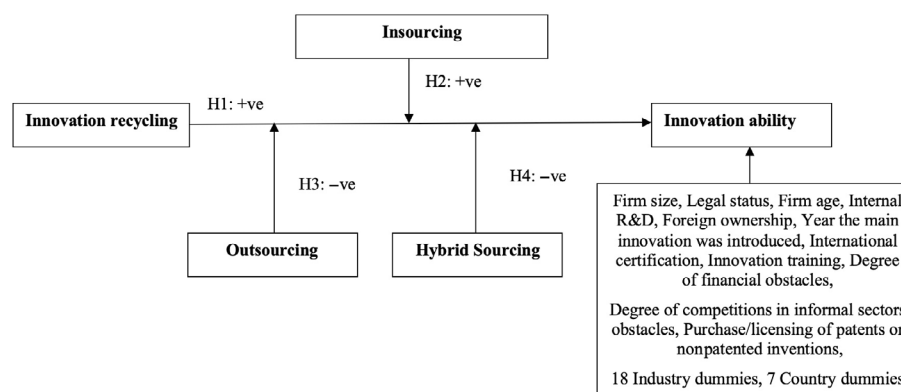 Insourcing
H1: +ve
H2: +ve
Innovation recycling
Innovation ability
H3: −ve
H4: −ve
Outsourcing
Hybrid Sourcing
Firm size, Legal status, Firm age, Internal
R&D, Foreign ownership, Year the main
innovation was introduced, International
certification, Innovation training, Degree
of financial obstacles,
Degree of competitions in informal sectors
obstacles, Purchase/licensing of patents or
nonpatented inventions,
18 Industry dummies, 7 Country dummies